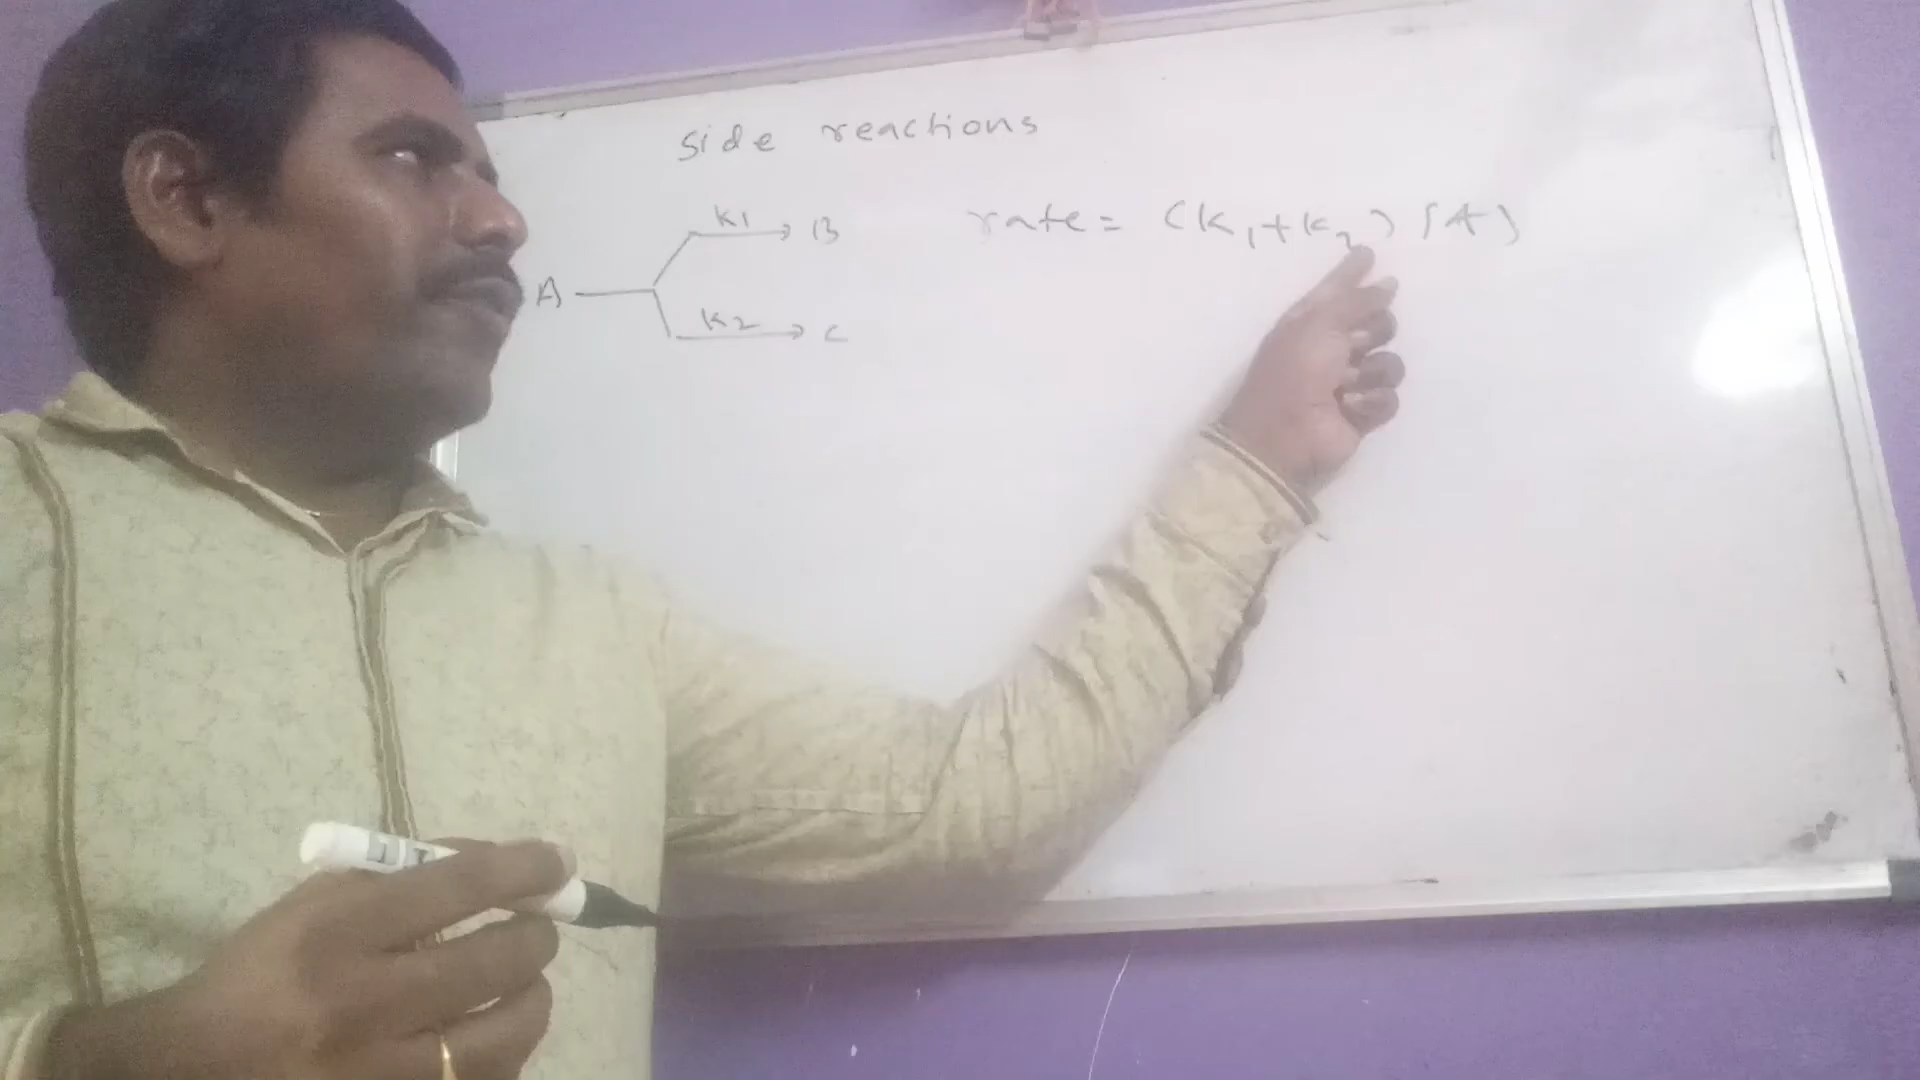 side reactions
k1 B
rate = (k₁+k₂) [A]
A
k2 C